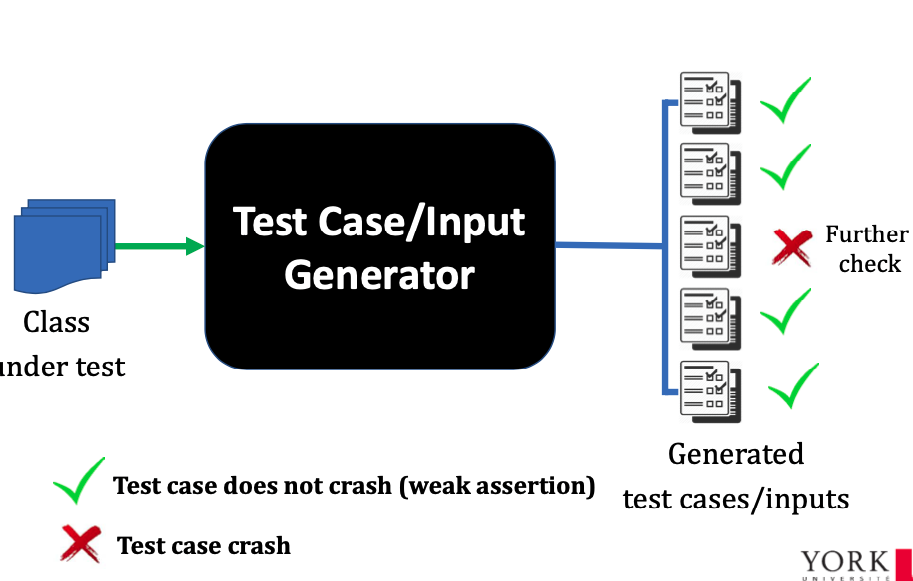 Test Case/Input
Generator
Further
check
Class
under test
Generated
test cases/inputs
Test case does not crash (weak assertion)
Test case crash
YORK
UNIVERSITÉ